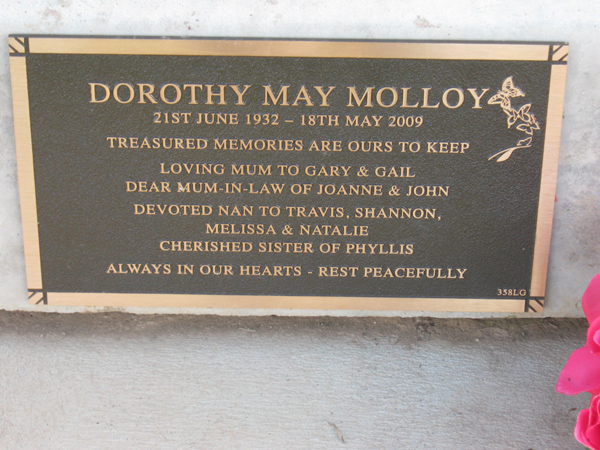 DOROTHY MAY MOLLOY
21ST JUNE 1932 – 18TH MAY 2009
TREASURED MEMORIES ARE OURS TO KEEP
LOVING MUM TO GARY & GAIL
DEAR MUM-IN-LAW OF JOANNE & JOHN
DEVOTED NAN TO TRAVIS, SHANNON,
MELISSA & NATALIE
CHERISHED SISTER OF PHYLLIS
ALWAYS IN OUR HEARTS - REST PEACEFULLY
358LG